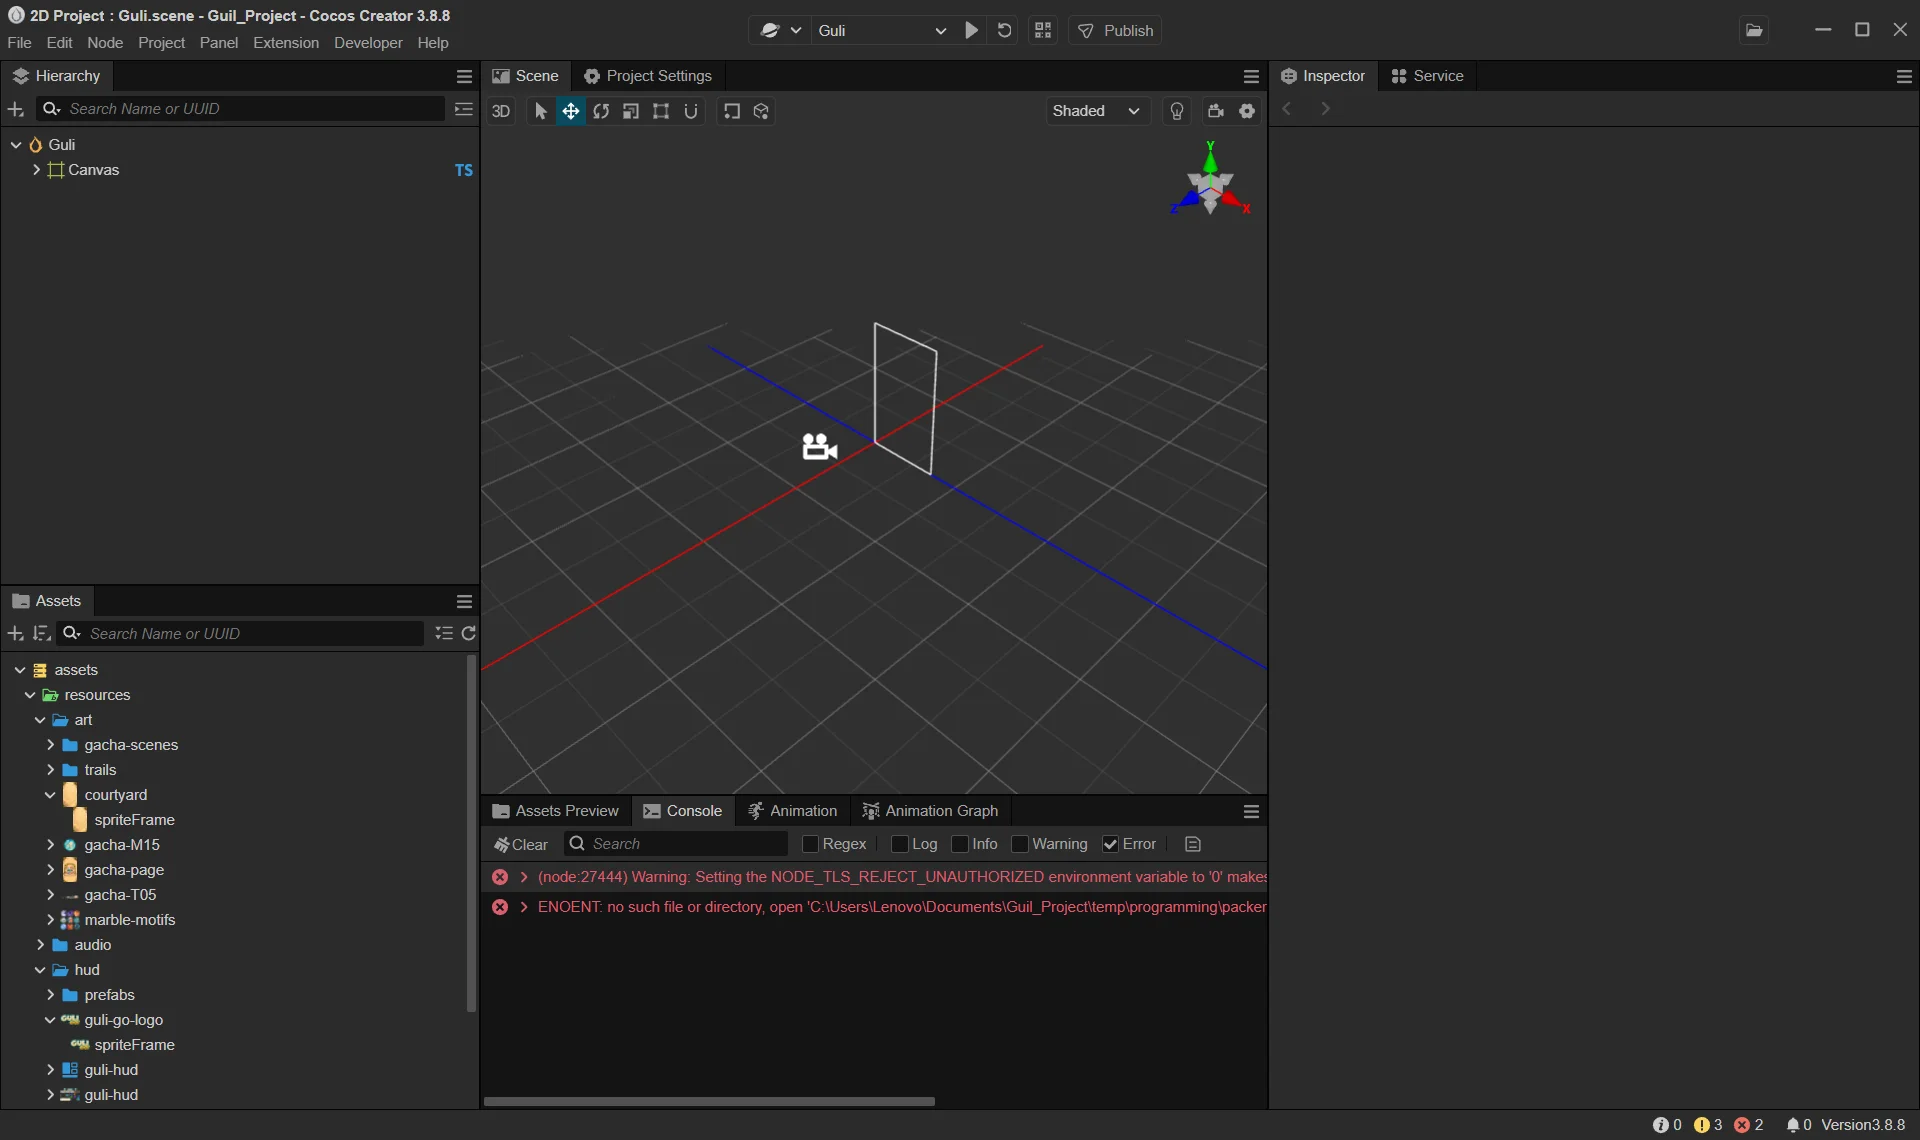 2D Project : Guli.scene - Guil_Project - Cocos Creator 3.8.8
File Edit Node Project Panel Extension Developer Help
Guli
Publish
Hierarchy
Search Name or UUID
Guli
Canvas
TS
Scene
Project Settings
3D
Shaded
Y
Z
X
Inspector
Service
Assets
Search Name or UUID
assets
resources
art
gacha-scenes
trails
courtyard
spriteFrame
gacha-M15
gacha-page
gacha-T05
marble-motifs
audio
hud
prefabs
guli-go-logo
spriteFrame
guli-hud
guli-hud
Assets Preview
Console
Animation
Animation Graph
Clear
Search
Regex
Log
Info
Warning
Error
(node:27444) Warning: Setting the NODE_TLS_REJECT_UNAUTHORIZED environment variable to '0' makes
ENOENT: no such file or directory, open 'C:\Users\Lenovo\Documents\Guil_Project\temp\programming\packer
0
3
2
0
Version3.8.8